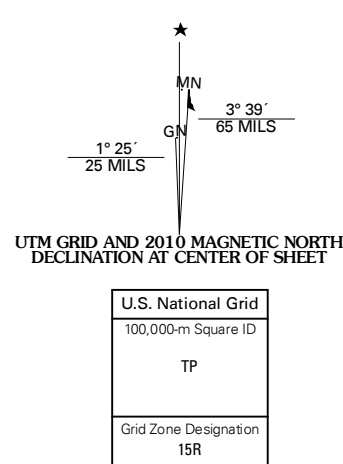 ★
MN
3° 39´
65 MILS
GN
1° 25´
25 MILS
UTM GRID AND 2010 MAGNETIC NORTH
DECLINATION AT CENTER OF SHEET
U.S. National Grid
100,000-m Square ID
TP
Grid Zone Designation
15R